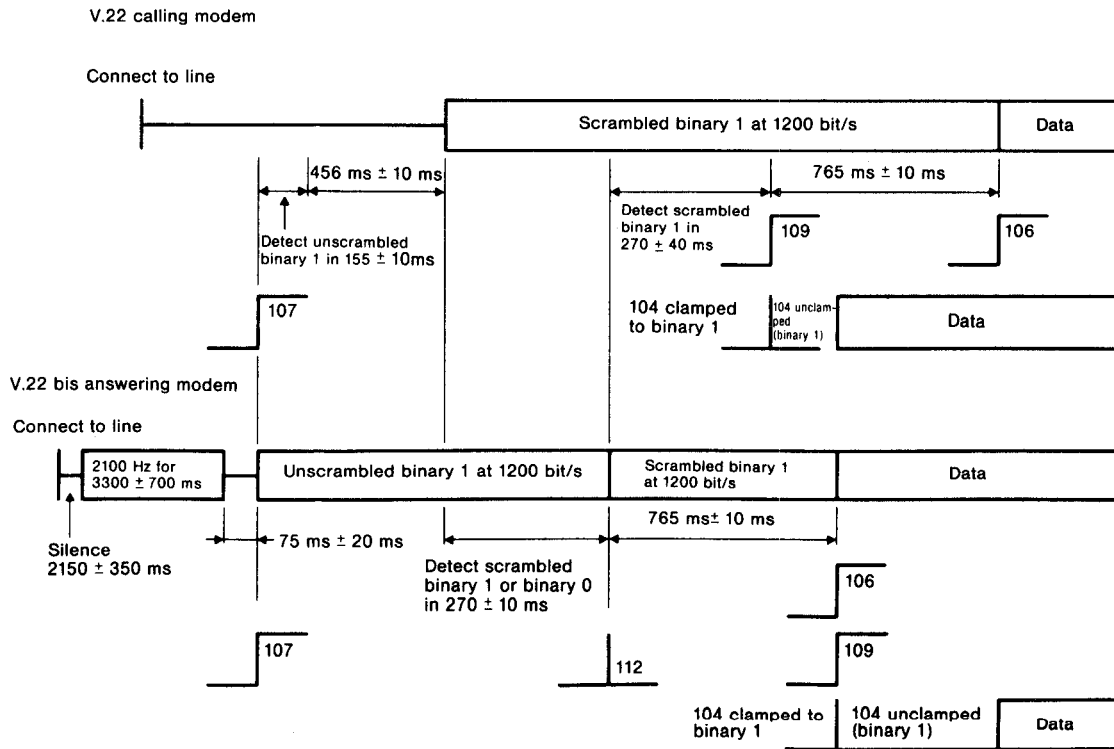 V.22 calling modem
Connect to line
Scrambled binary 1 at 1200 bit/s
Data
456 ms ± 10 ms
765 ms ± 10 ms
Detect unscrambled
binary 1 in 155 ± 10ms
Detect scrambled
binary 1 in
270 ± 40 ms
109
106
107
104 clamped
to binary 1
104 unclam-
ped
(binary 1)
Data
V.22 bis answering modem
Connect to line
2100 Hz for
3300 ± 700 ms
Unscrambled binary 1 at 1200 bit/s
Scrambled binary 1
at 1200 bit/s
Data
Silence
2150 ± 350 ms
75 ms ± 20 ms
765 ms± 10 ms
Detect scrambled
binary 1 or binary 0
in 270 ± 10 ms
106
107
112
109
104 clamped to
binary 1
104 unclamped
(binary 1)
Data